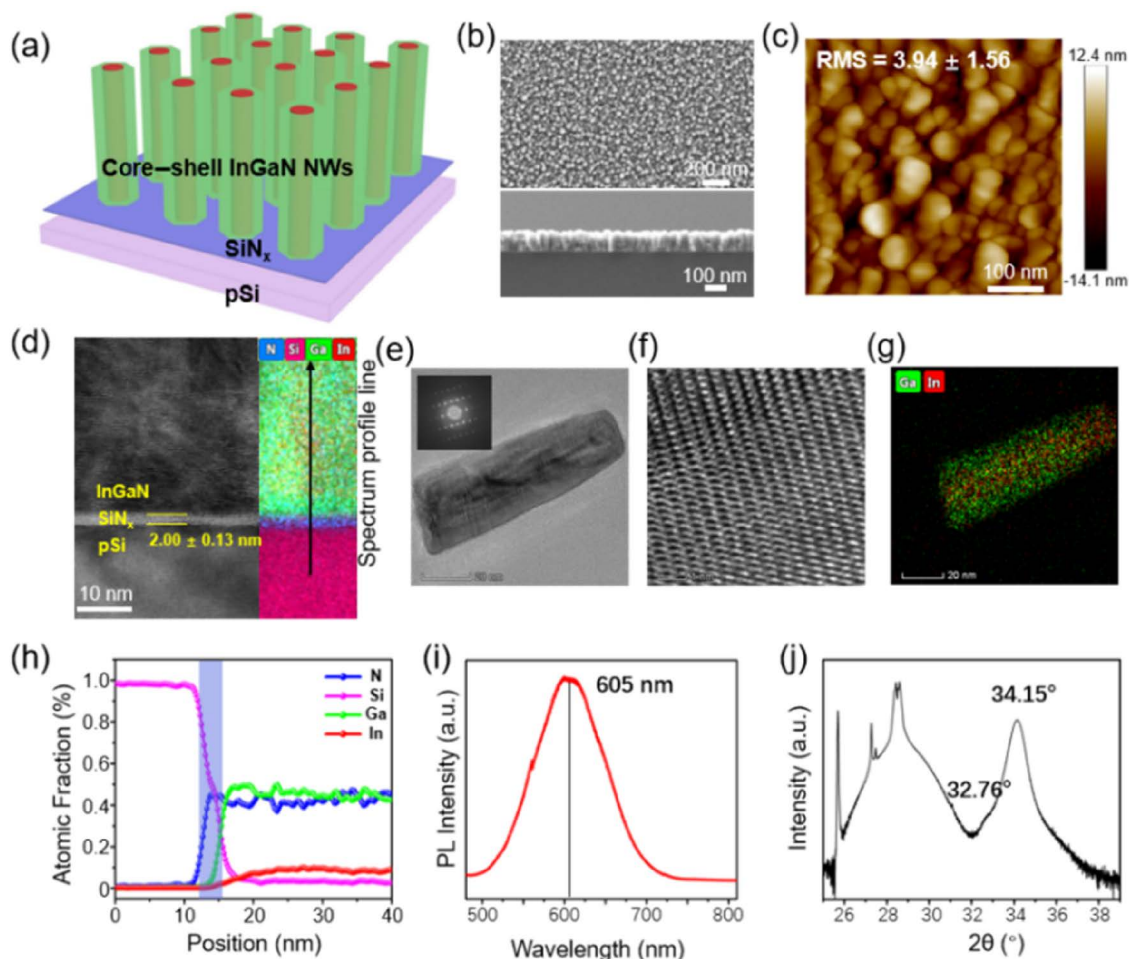 (a)
Core–shell InGaN NWs
SiNₓ
pSi
(b)
200 nm
100 nm
(c)
RMS = 3.94 ± 1.56
12.4 nm
-14.1 nm
100 nm
(d)
N Si Ga In
InGaN
SiNₓ
pSi
2.00 ± 0.13 nm
10 nm
Spectrum profile line
(e)
(f)
(g)
Ga In
20 nm
(h)
Atomic Fraction (%)
1.0
0.8
0.6
0.4
0.2
0
0 10 20 30 40
Position (nm)
N
Si
Ga
In
(i)
PL Intensity (a.u.)
605 nm
500 600 700 800
Wavelength (nm)
(j)
Intensity (a.u.)
34.15°
32.76°
26 28 30 32 34 36 38
2θ (°)